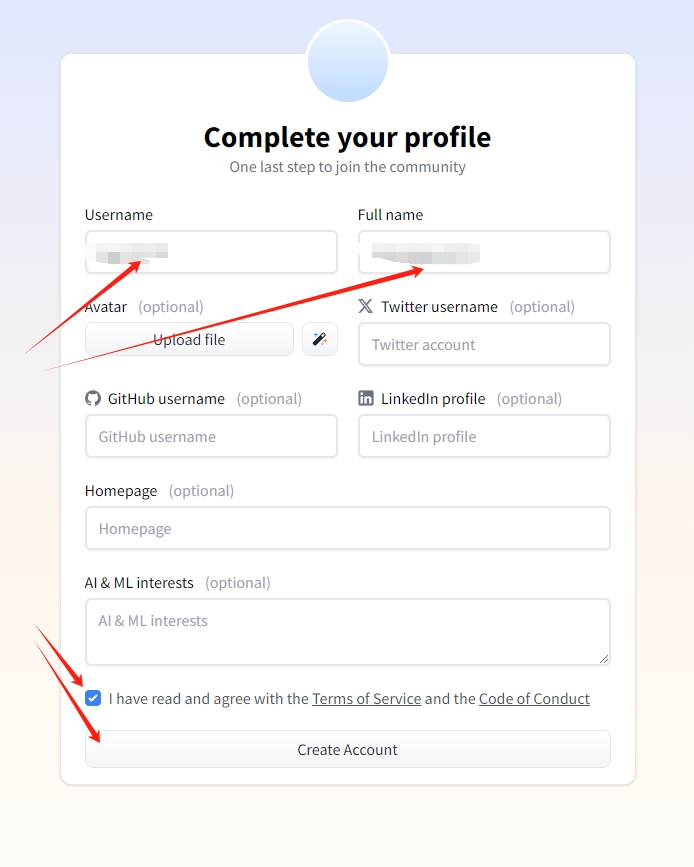 Complete your profile
One last step to join the community
Username
Full name
Avatar (optional)
Twitter username (optional)
Upload file
Twitter account
GitHub username (optional)
LinkedIn profile (optional)
GitHub username
LinkedIn profile
Homepage (optional)
Homepage
AI & ML interests (optional)
AI & ML interests
I have read and agree with the Terms of Service and the Code of Conduct
Create Account